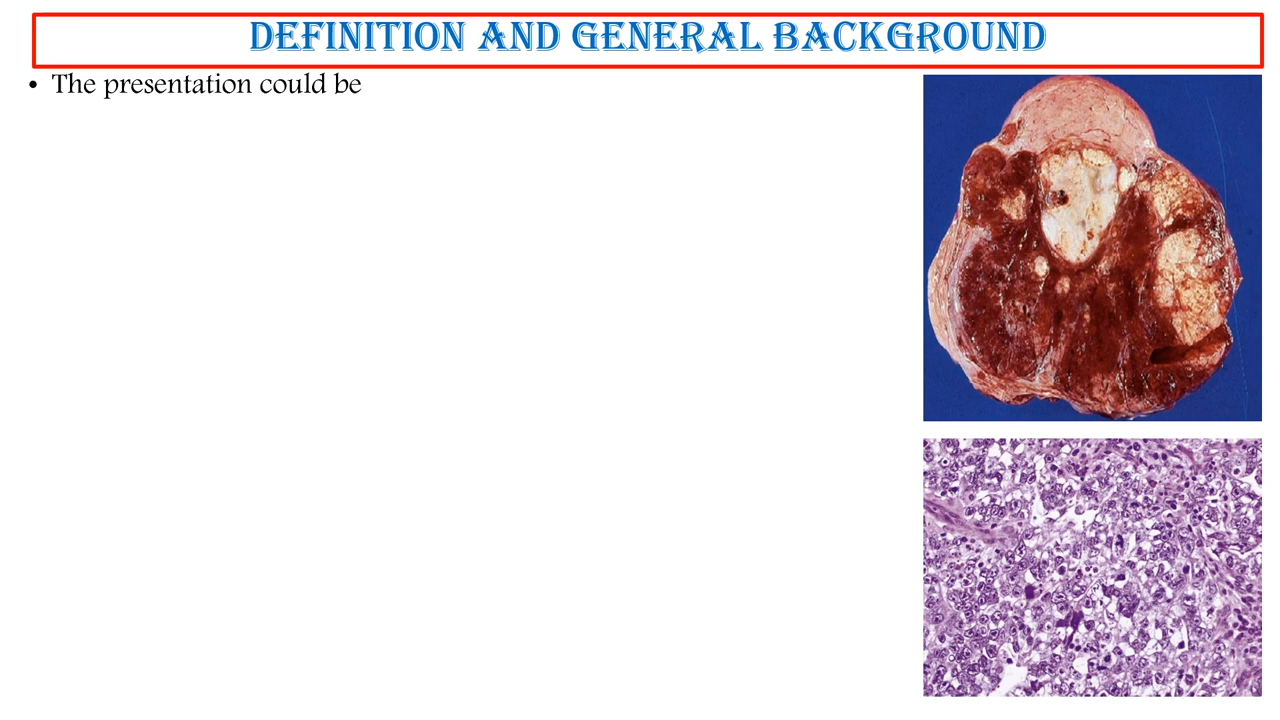 DEFINITION AND GENERAL BACKGROUND
• The presentation could be